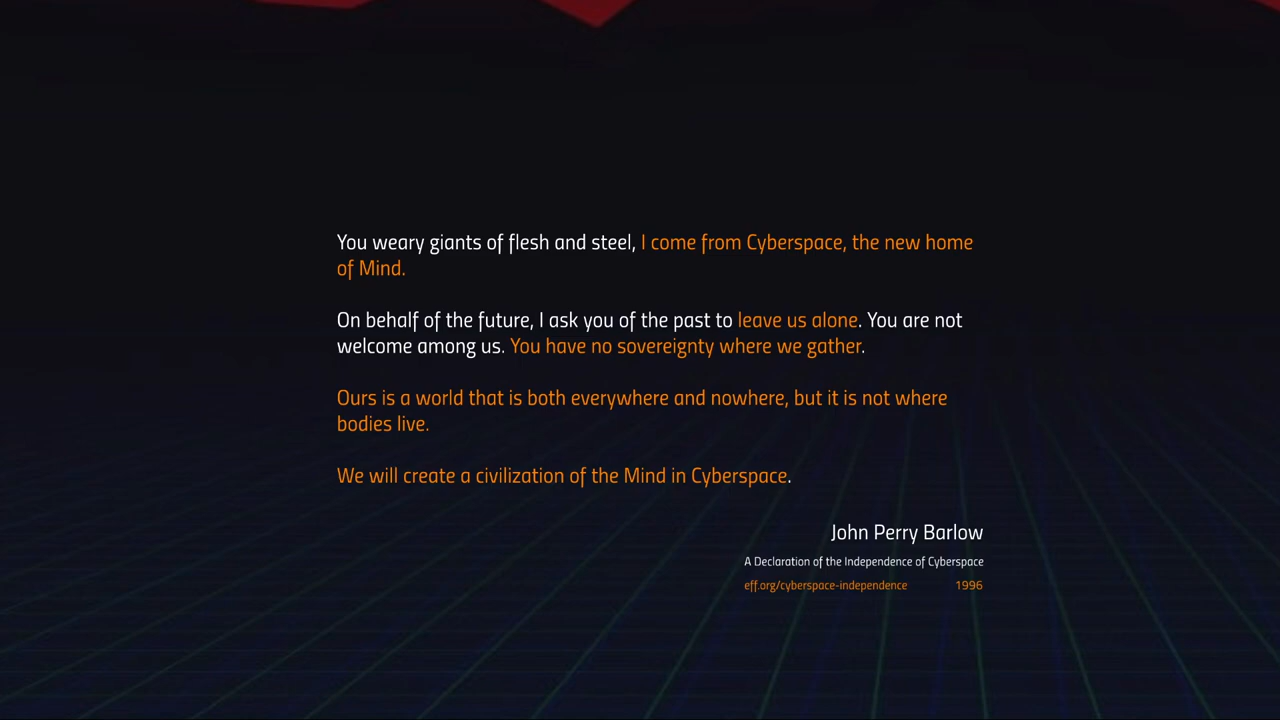 You weary giants of flesh and steel, I come from Cyberspace, the new home
of Mind.
On behalf of the future, I ask you of the past to leave us alone. You are not
welcome among us. You have no sovereignty where we gather.
Ours is a world that is both everywhere and nowhere, but it is not where
bodies live.
We will create a civilization of the Mind in Cyberspace.
John Perry Barlow
A Declaration of the Independence of Cyberspace
eff.org/cyberspace-independence 1996